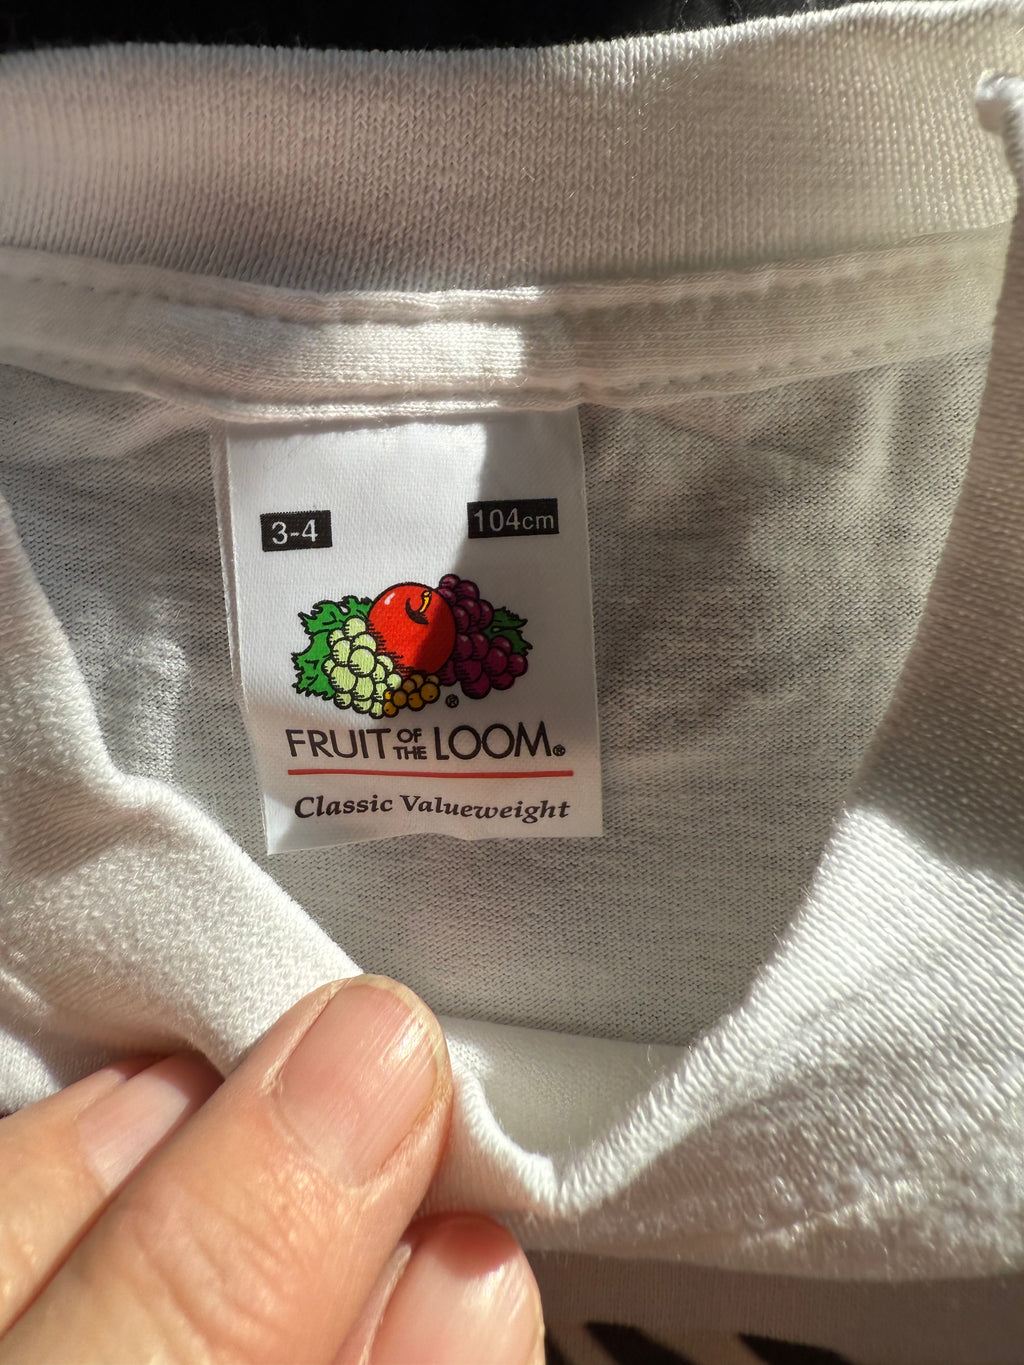 3-4 104cm
®
FRUIT OF THE LOOM®
Classic Valueweight